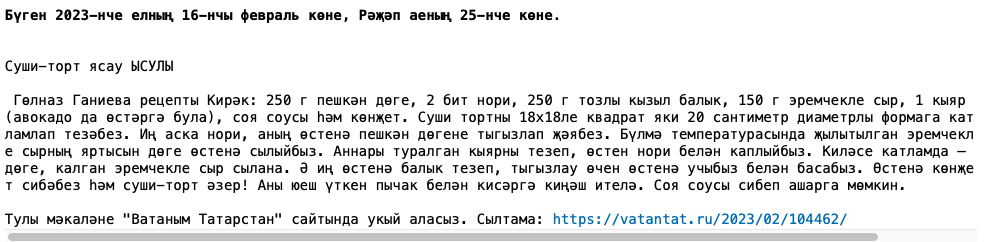 Бүген 2023-нче елның 16-нчы февраль көне, Рәҗәп аеның 25-нче көне.
Суши-торт ясау ЫСУЛЫ
Гөлназ Ганиева рецепты Кирәк: 250 г пешкән дөге, 2 бит нори, 250 г тозлы кызыл балык, 150 г эремчекле сыр, 1 кыяр
(авокадо да өстәргә була), соя соусы һәм көнҗет. Суши тортны 18х18ле квадрат яки 20 сантиметр диаметрлы формага кат
ламлап тезәбез. Иң аска нори, аның өстенә пешкән дөгене тыгызлап җәябез. Бүлмә температурасында җылытылган эремчекл
е сырның яртысын дөге өстенә сылыйбыз. Аннары туралган кыярны тезеп, өстен нори белән каплыйбыз. Киләсе катламда –
дөге, калган эремчекле сыр сылана. Ә иң өстенә балык тезеп, тыгызлау өчен өстенә учыбыз белән басабыз. Өстенә көнҗе
т сибәбез һәм суши-торт әзер! Аны юеш үткен пычак белән кисәргә киңәш ителә. Соя соусы сибеп ашарга мөмкин.
Тулы мәкаләне "Ватаным Татарстан" сайтында укый аласыз. Сылтама: https://vatantat.ru/2023/02/104462/